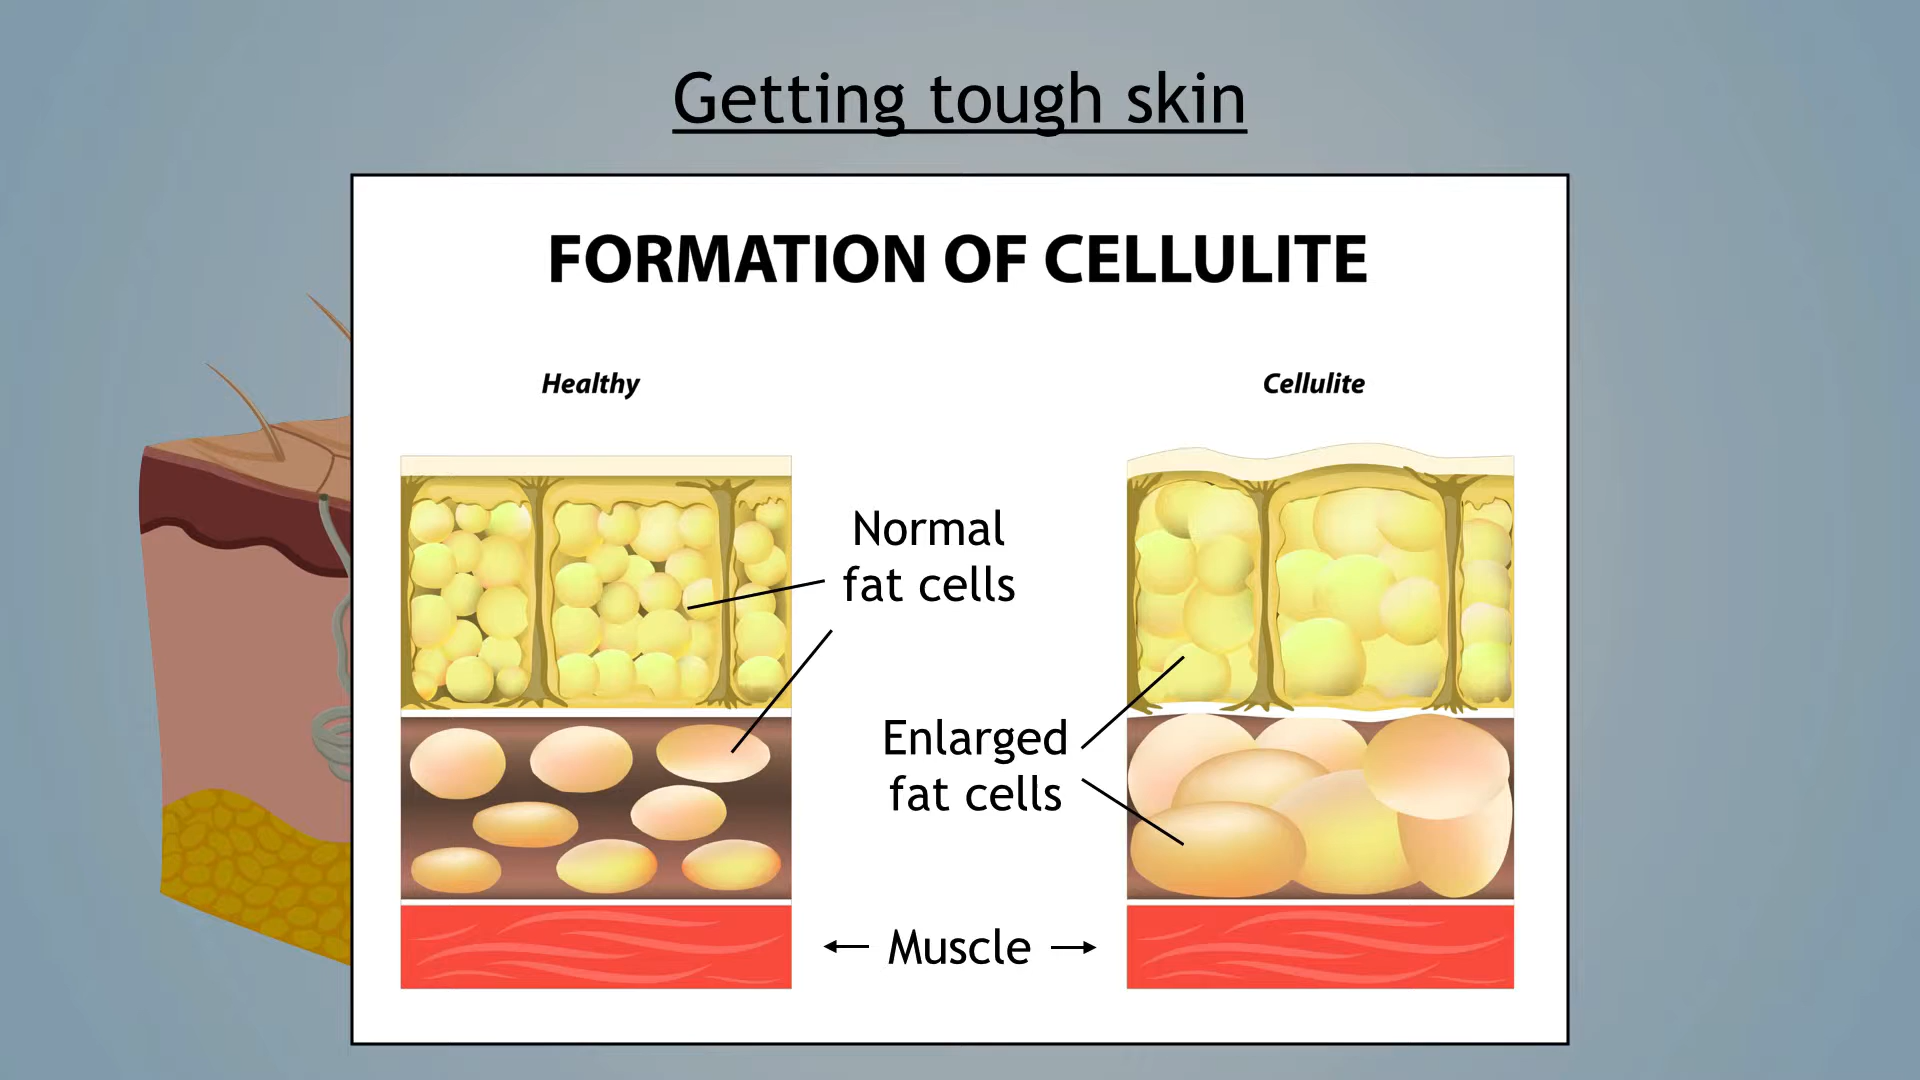 Getting tough skin
FORMATION OF CELLULITE
Healthy
Cellulite
Normal
fat cells
Enlarged
fat cells
Muscle